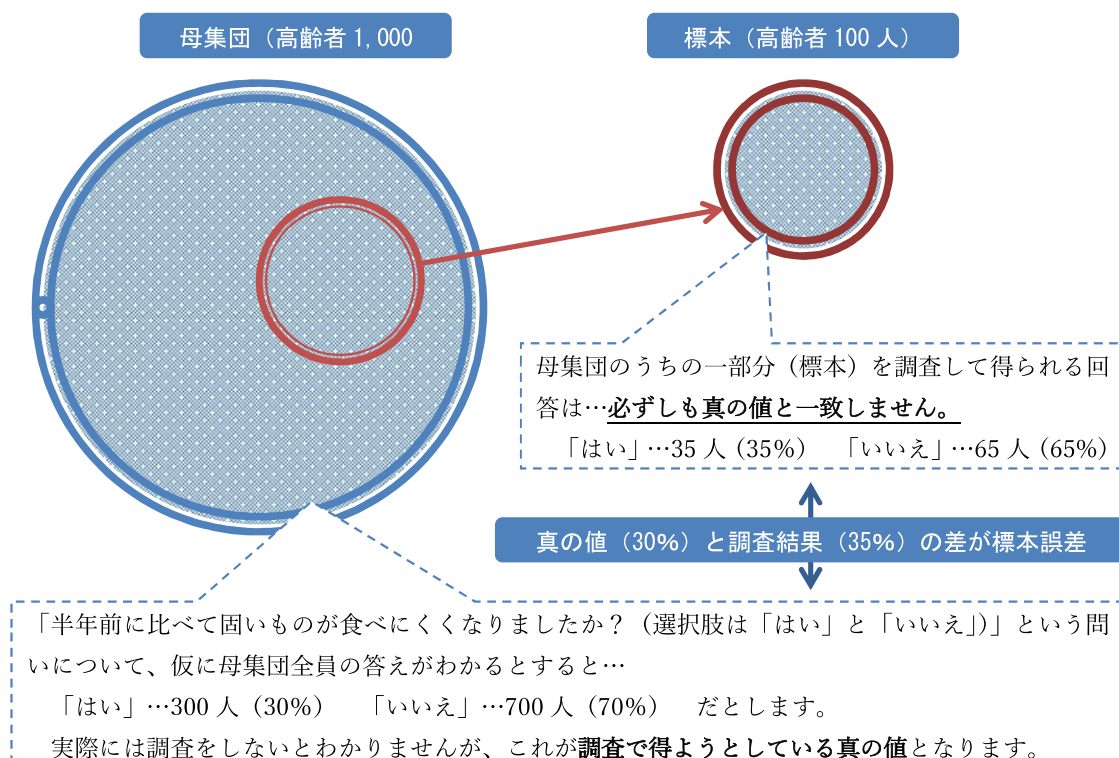 母集団（高齢者 1,000
標本（高齢者 100 人）
母集団のうちの一部分（標本）を調査して得られる回
答は…必ずしも真の値と一致しません。
「はい」…35 人（35%）　「いいえ」…65 人（65%）
真の値（30%）と調査結果（35%）の差が標本誤差
「半年前に比べて固いものが食べにくくなりましたか？（選択肢は「はい」と「いいえ」）」という問
いについて、仮に母集団全員の答えがわかるとすると…
「はい」…300 人（30%）　「いいえ」…700 人（70%）　だとします。
実際には調査をしないとわかりませんが、これが調査で得ようとしている真の値となります。